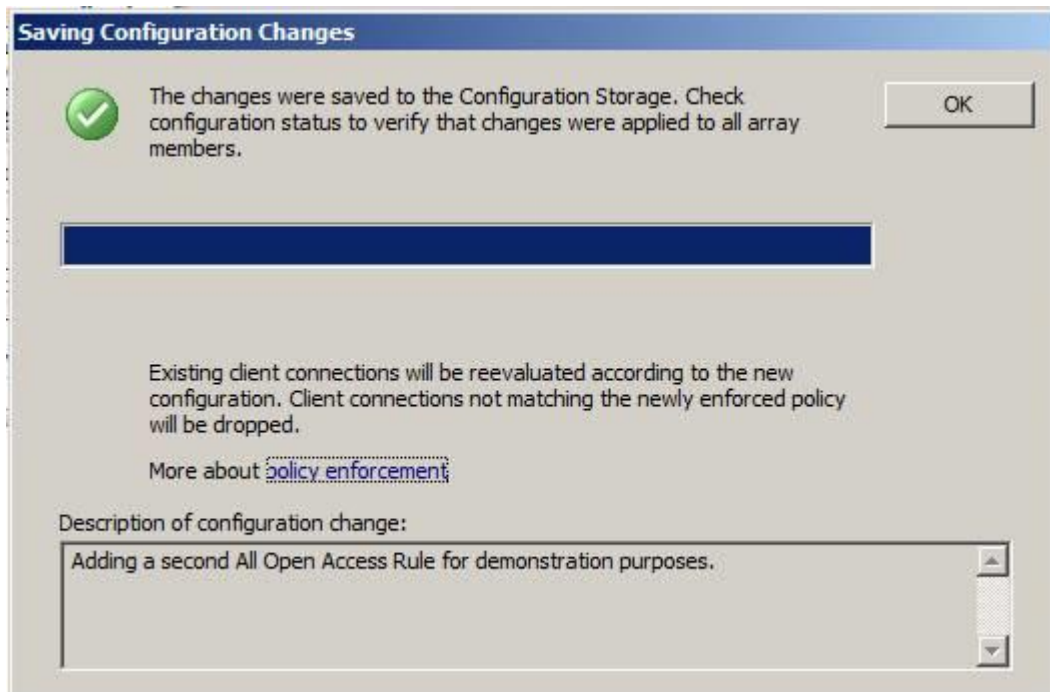 Saving Configuration Changes
The changes were saved to the Configuration Storage. Check
configuration status to verify that changes were applied to all array
members.
OK
Existing client connections will be reevaluated according to the new
configuration. Client connections not matching the newly enforced policy
will be dropped.
More about policy enforcement
Description of configuration change:
Adding a second All Open Access Rule for demonstration purposes.